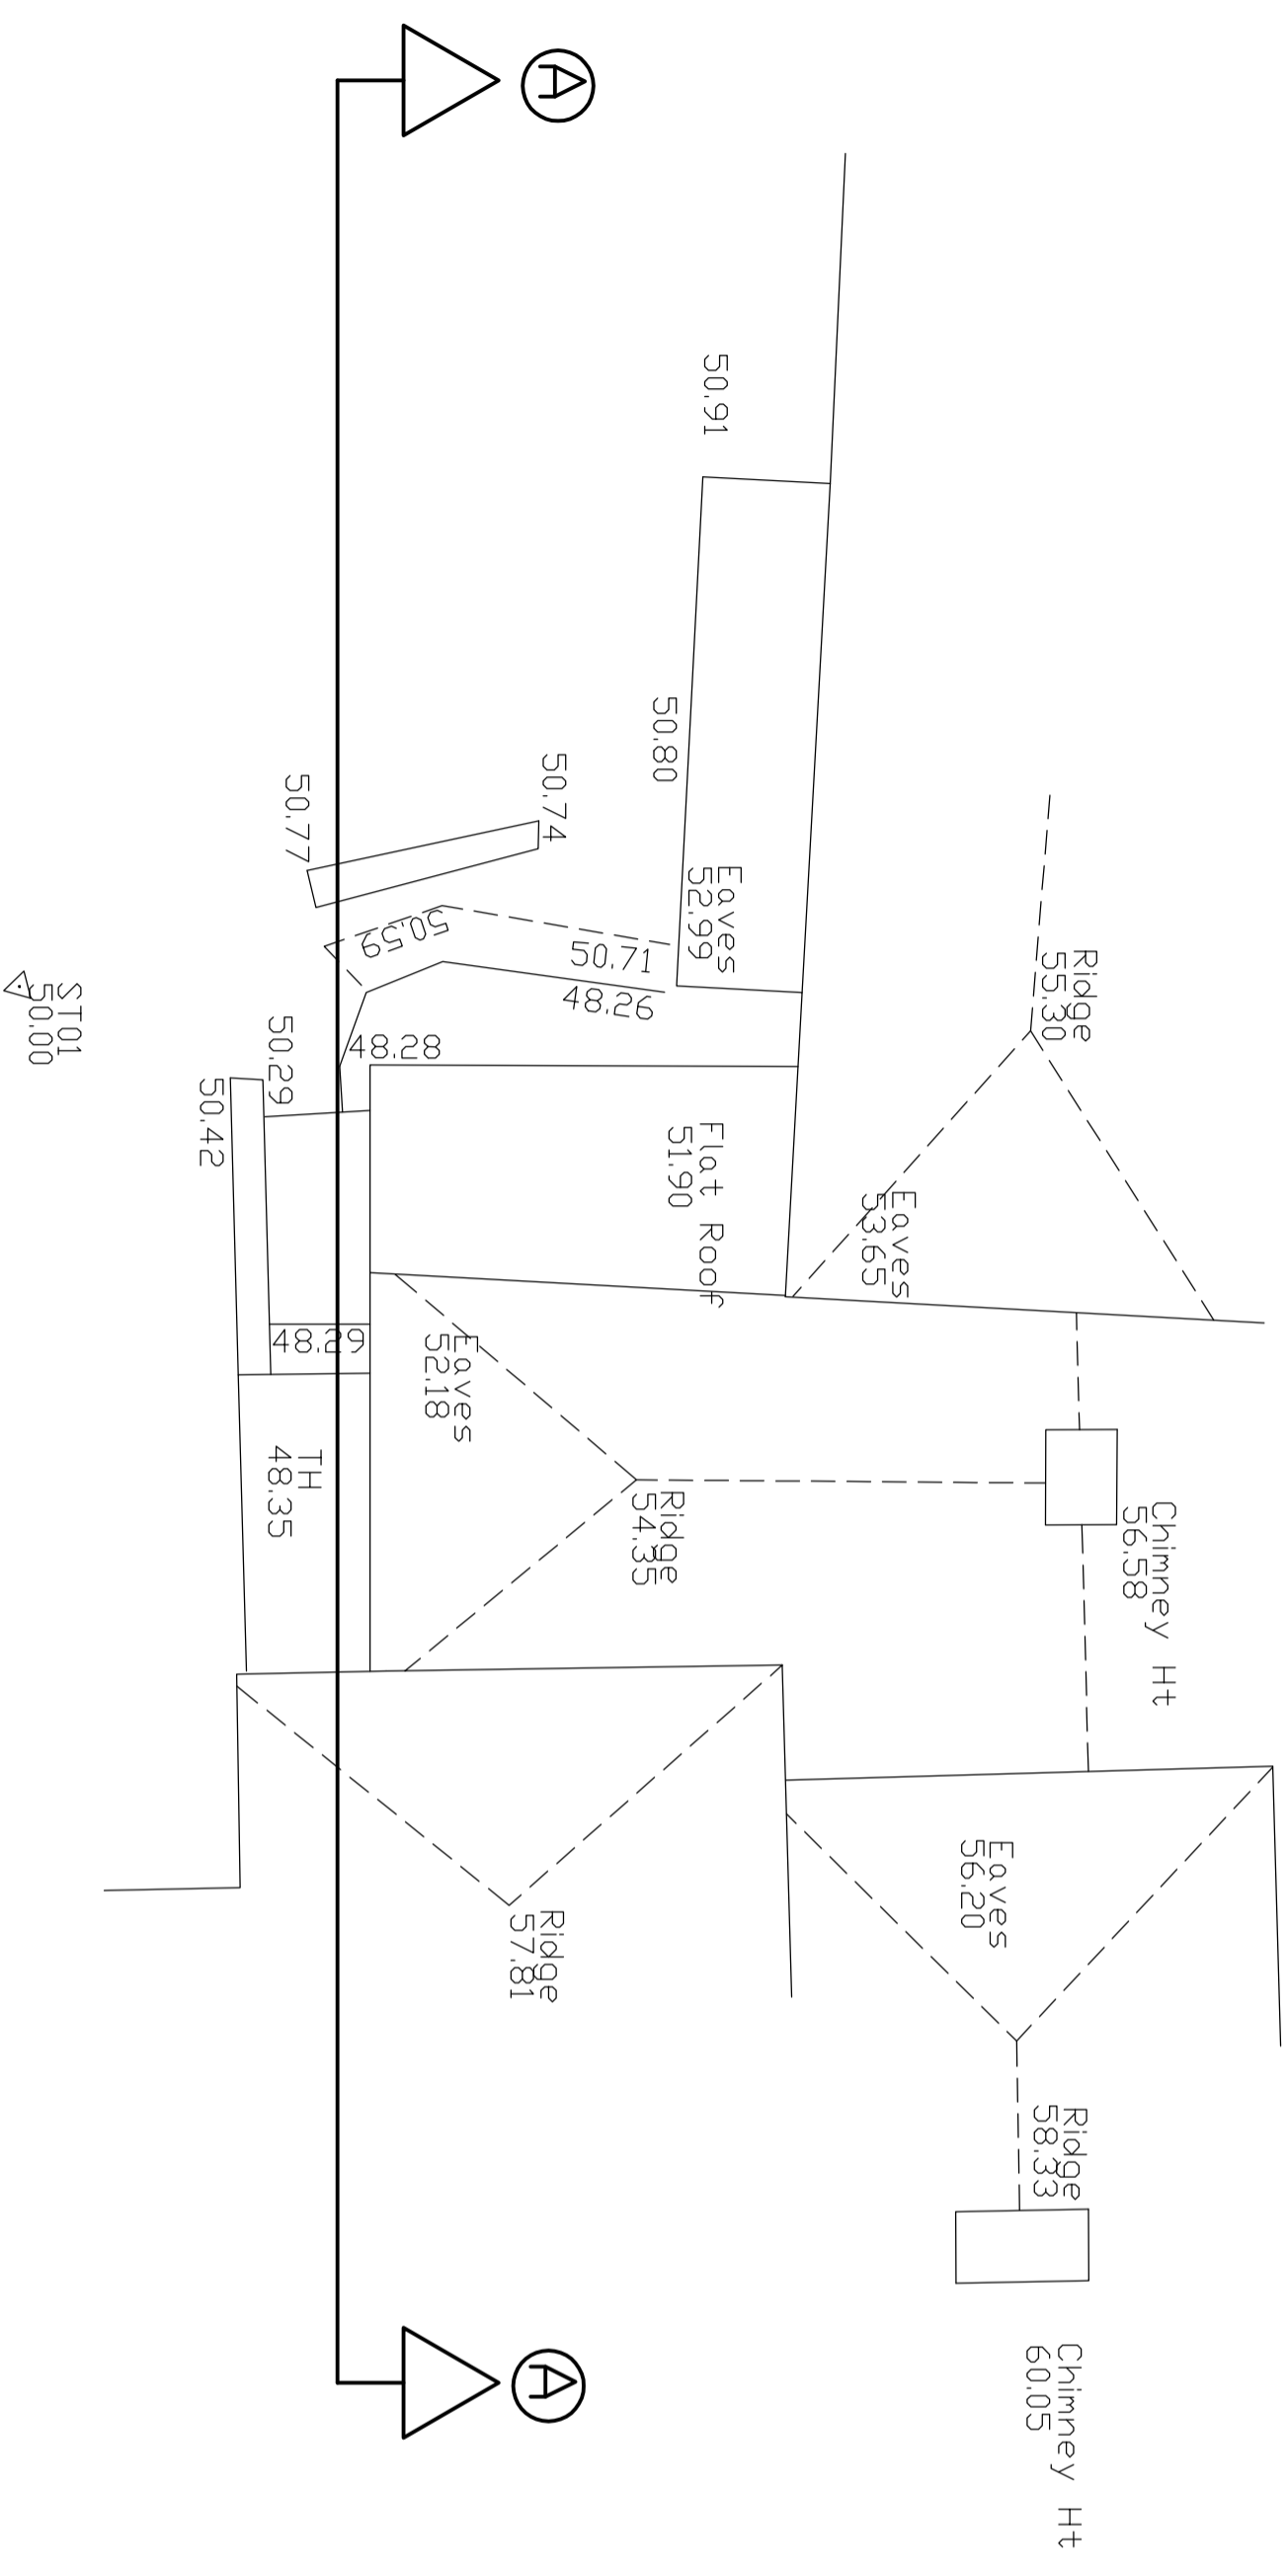 A
50.91
50.80
50.74
50.77
Eaves
52.99
Ridge
55.30
50.59
50.71
48.26
ST01
50.00
50.29
48.28
50.42
Flat Roof
51.90
Eaves
53.65
48.29
Eaves
52.18
TH
48.35
Ridge
54.35
Chimney Ht
56.58
Eaves
56.20
Ridge
57.81
Ridge
58.33
Chimney Ht
60.05
A